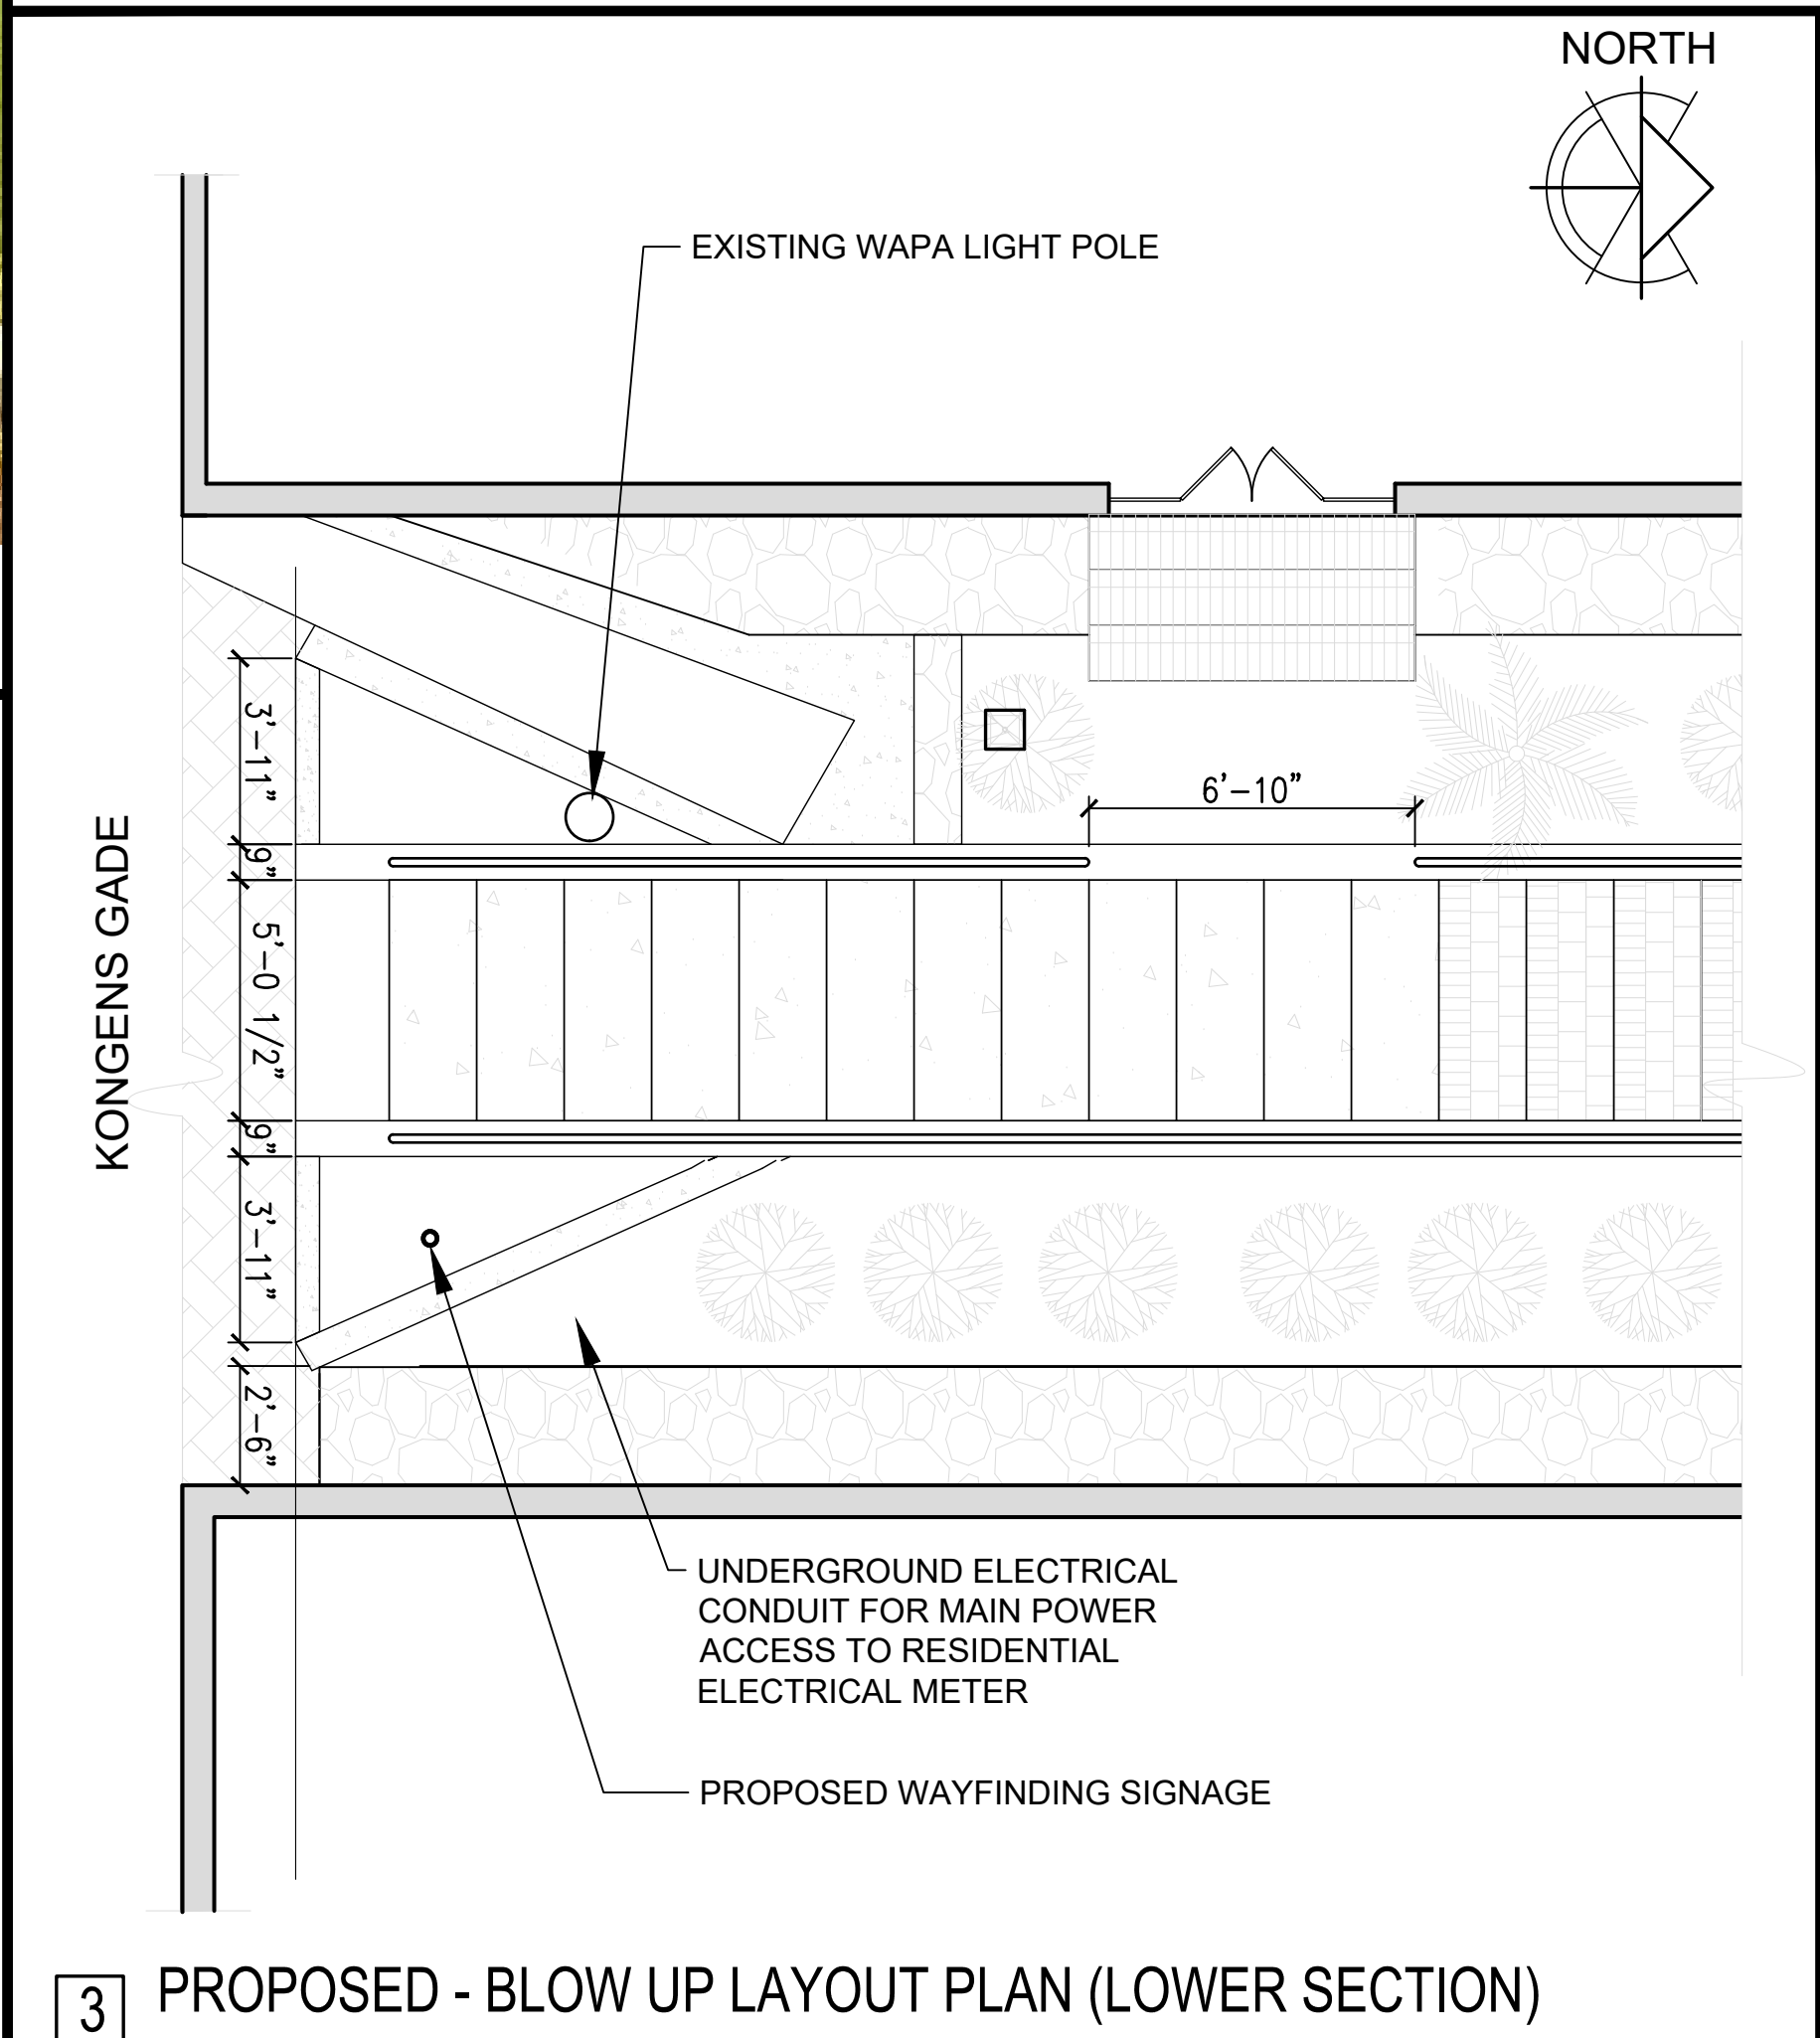 NORTH
EXISTING WAPA LIGHT POLE
3'-11"
9"
6'-10"
5'-0 1/2"
KONGENS GADE
9"
3'-11"
2'-6"
UNDERGROUND ELECTRICAL
CONDUIT FOR MAIN POWER
ACCESS TO RESIDENTIAL
ELECTRICAL METER
PROPOSED WAYFINDING SIGNAGE
3 PROPOSED - BLOW UP LAYOUT PLAN (LOWER SECTION)